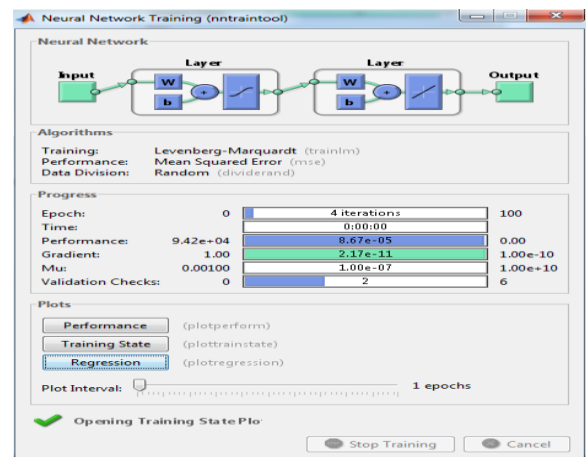 Neural Network Training (nntraintool)
Neural Network
Layer Layer
Input Output
W W
+ +
b b
Algorithms
Training: Levenberg-Marquardt (trainlm)
Performance: Mean Squared Error (mse)
Data Division: Random (dividerand)
Progress
Epoch: 0 4 iterations 100
Time: 0:00:00
Performance: 9.42e+04 8.67e-05 0.00
Gradient: 1.00 2.17e-11 1.00e-10
Mu: 0.00100 1.00e-07 1.00e+10
Validation Checks: 0 2 6
Plots
Performance (plotperform)
Training State (plottrainstate)
Regression (plotregression)
Plot Interval: 1 epochs
Opening Training State Plo
Stop Training Cancel